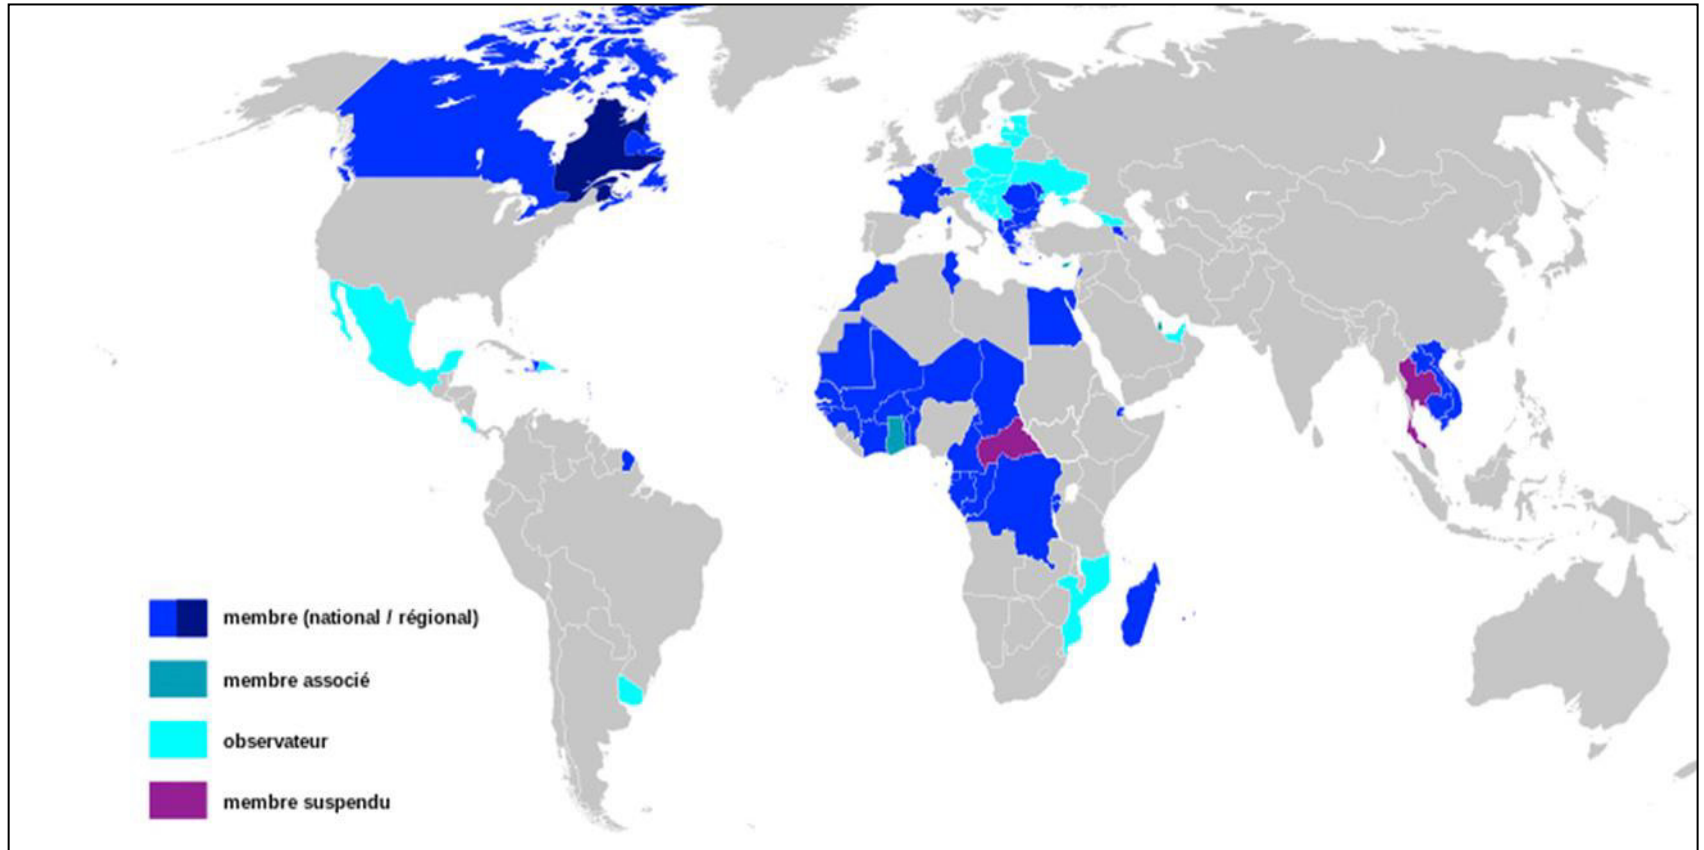 membre (national / régional)
membre associé
observateur
membre suspendu